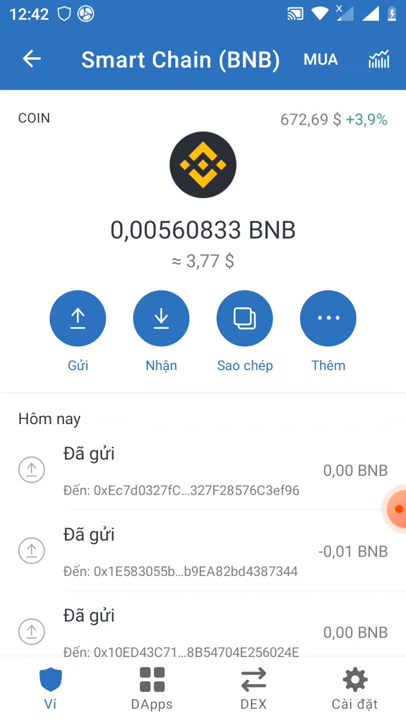 12:42
Smart Chain (BNB) MUA
COIN 672,69 $ +3,9%
0,00560833 BNB
≈ 3,77 $
Gửi Nhận Sao chép Thêm
Hôm nay
Đã gửi
0,00 BNB
Đến: 0xEc7d0327fC...327F28576C3ef96
Đã gửi
-0,01 BNB
Đến: 0x1E583055b...b9EA82bd4387344
Đã gửi
0,00 BNB
Đến: 0x10ED43C71...8B54704E256024E
Ví DApps DEX Cài đặt